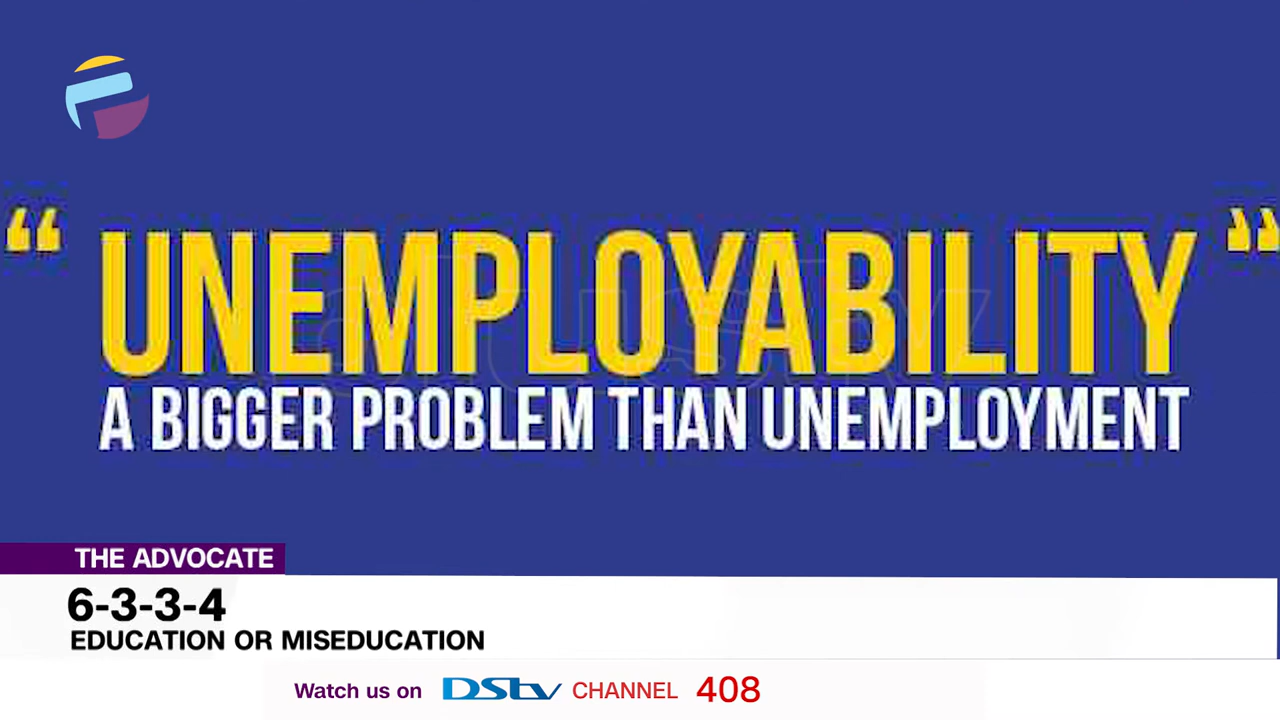 “ UNEMPLOYABILITY ”
A BIGGER PROBLEM THAN UNEMPLOYMENT
THE ADVOCATE
6-3-3-4
EDUCATION OR MISEDUCATION
Watch us on DStv CHANNEL 408